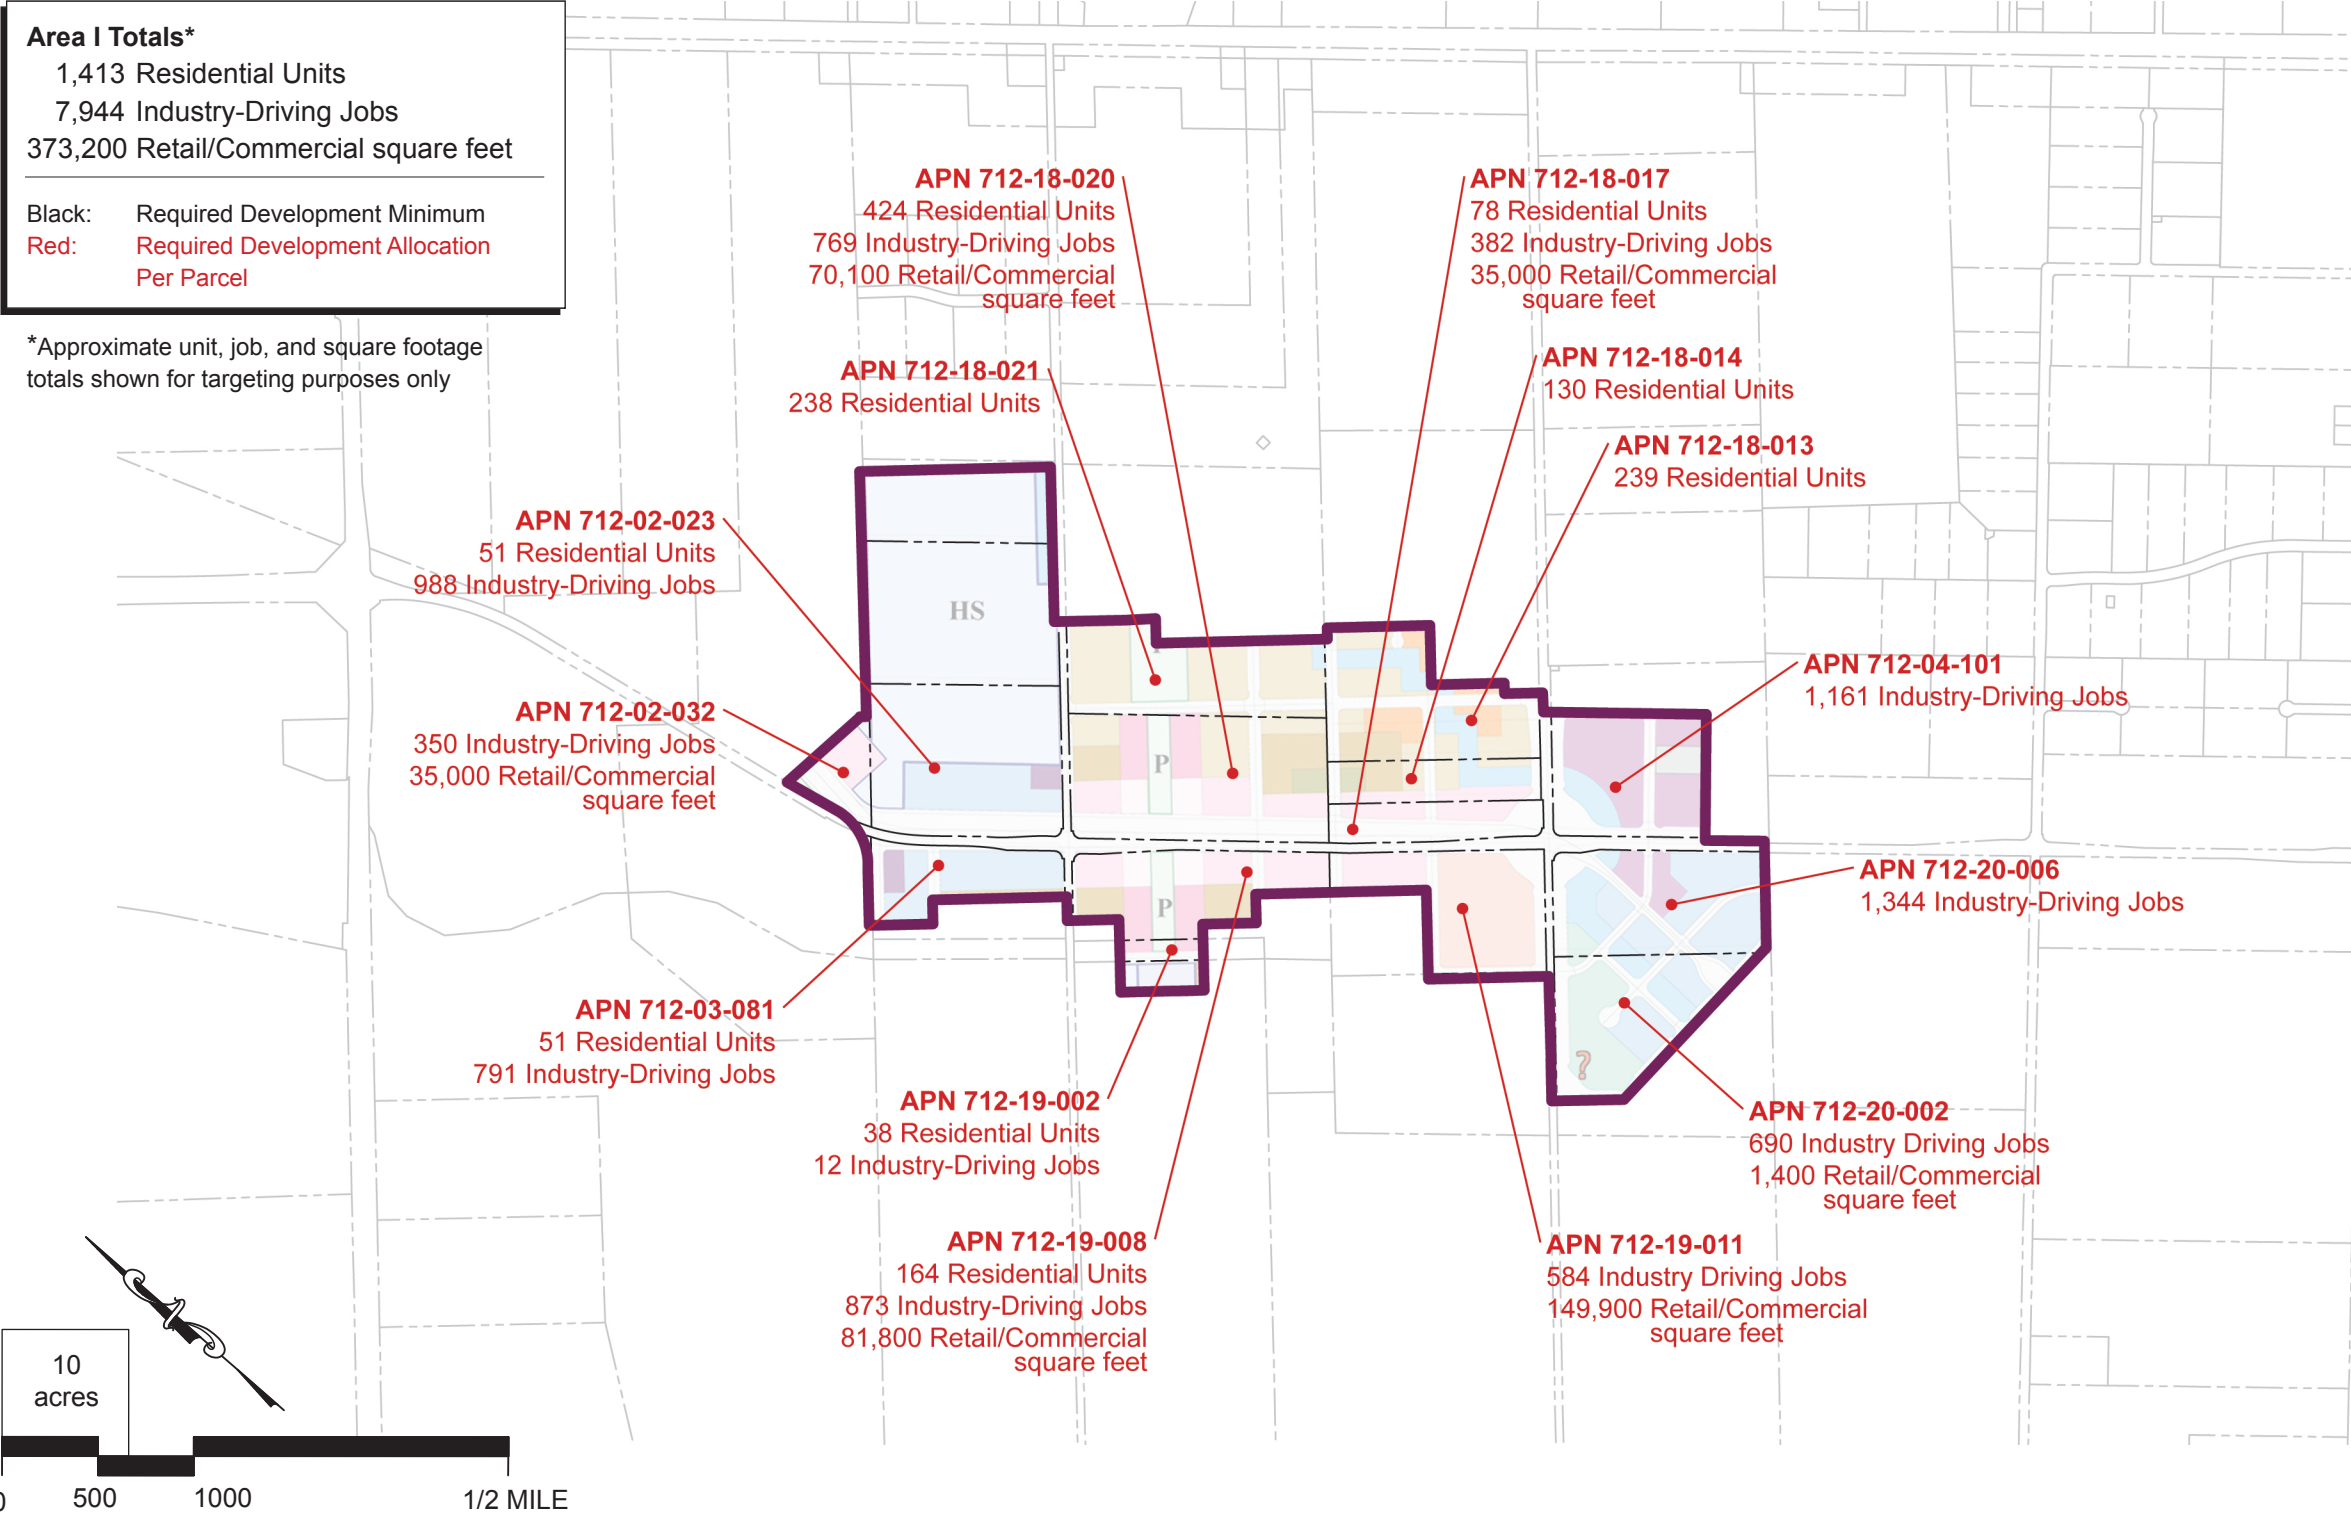 Area I Totals*
1,413 Residential Units
7,944 Industry-Driving Jobs
373,200 Retail/Commercial square feet
Black: Required Development Minimum
Red: Required Development Allocation
Per Parcel
*Approximate unit, job, and square footage
totals shown for targeting purposes only
APN 712-18-020
424 Residential Units
769 Industry-Driving Jobs
70,100 Retail/Commercial
square feet
APN 712-18-017
78 Residential Units
382 Industry-Driving Jobs
35,000 Retail/Commercial
square feet
APN 712-18-021
238 Residential Units
APN 712-18-014
130 Residential Units
APN 712-18-013
239 Residential Units
APN 712-02-023
51 Residential Units
988 Industry-Driving Jobs
HS
APN 712-04-101
1,161 Industry-Driving Jobs
APN 712-02-032
350 Industry-Driving Jobs
35,000 Retail/Commercial
square feet
P
P
APN 712-20-006
1,344 Industry-Driving Jobs
APN 712-03-081
51 Residential Units
791 Industry-Driving Jobs
?
APN 712-19-002
38 Residential Units
12 Industry-Driving Jobs
APN 712-20-002
690 Industry Driving Jobs
1,400 Retail/Commercial
square feet
APN 712-19-008
164 Residential Units
873 Industry-Driving Jobs
81,800 Retail/Commercial
square feet
APN 712-19-011
584 Industry Driving Jobs
149,900 Retail/Commercial
square feet
10
acres
0 500 1000 1/2 MILE